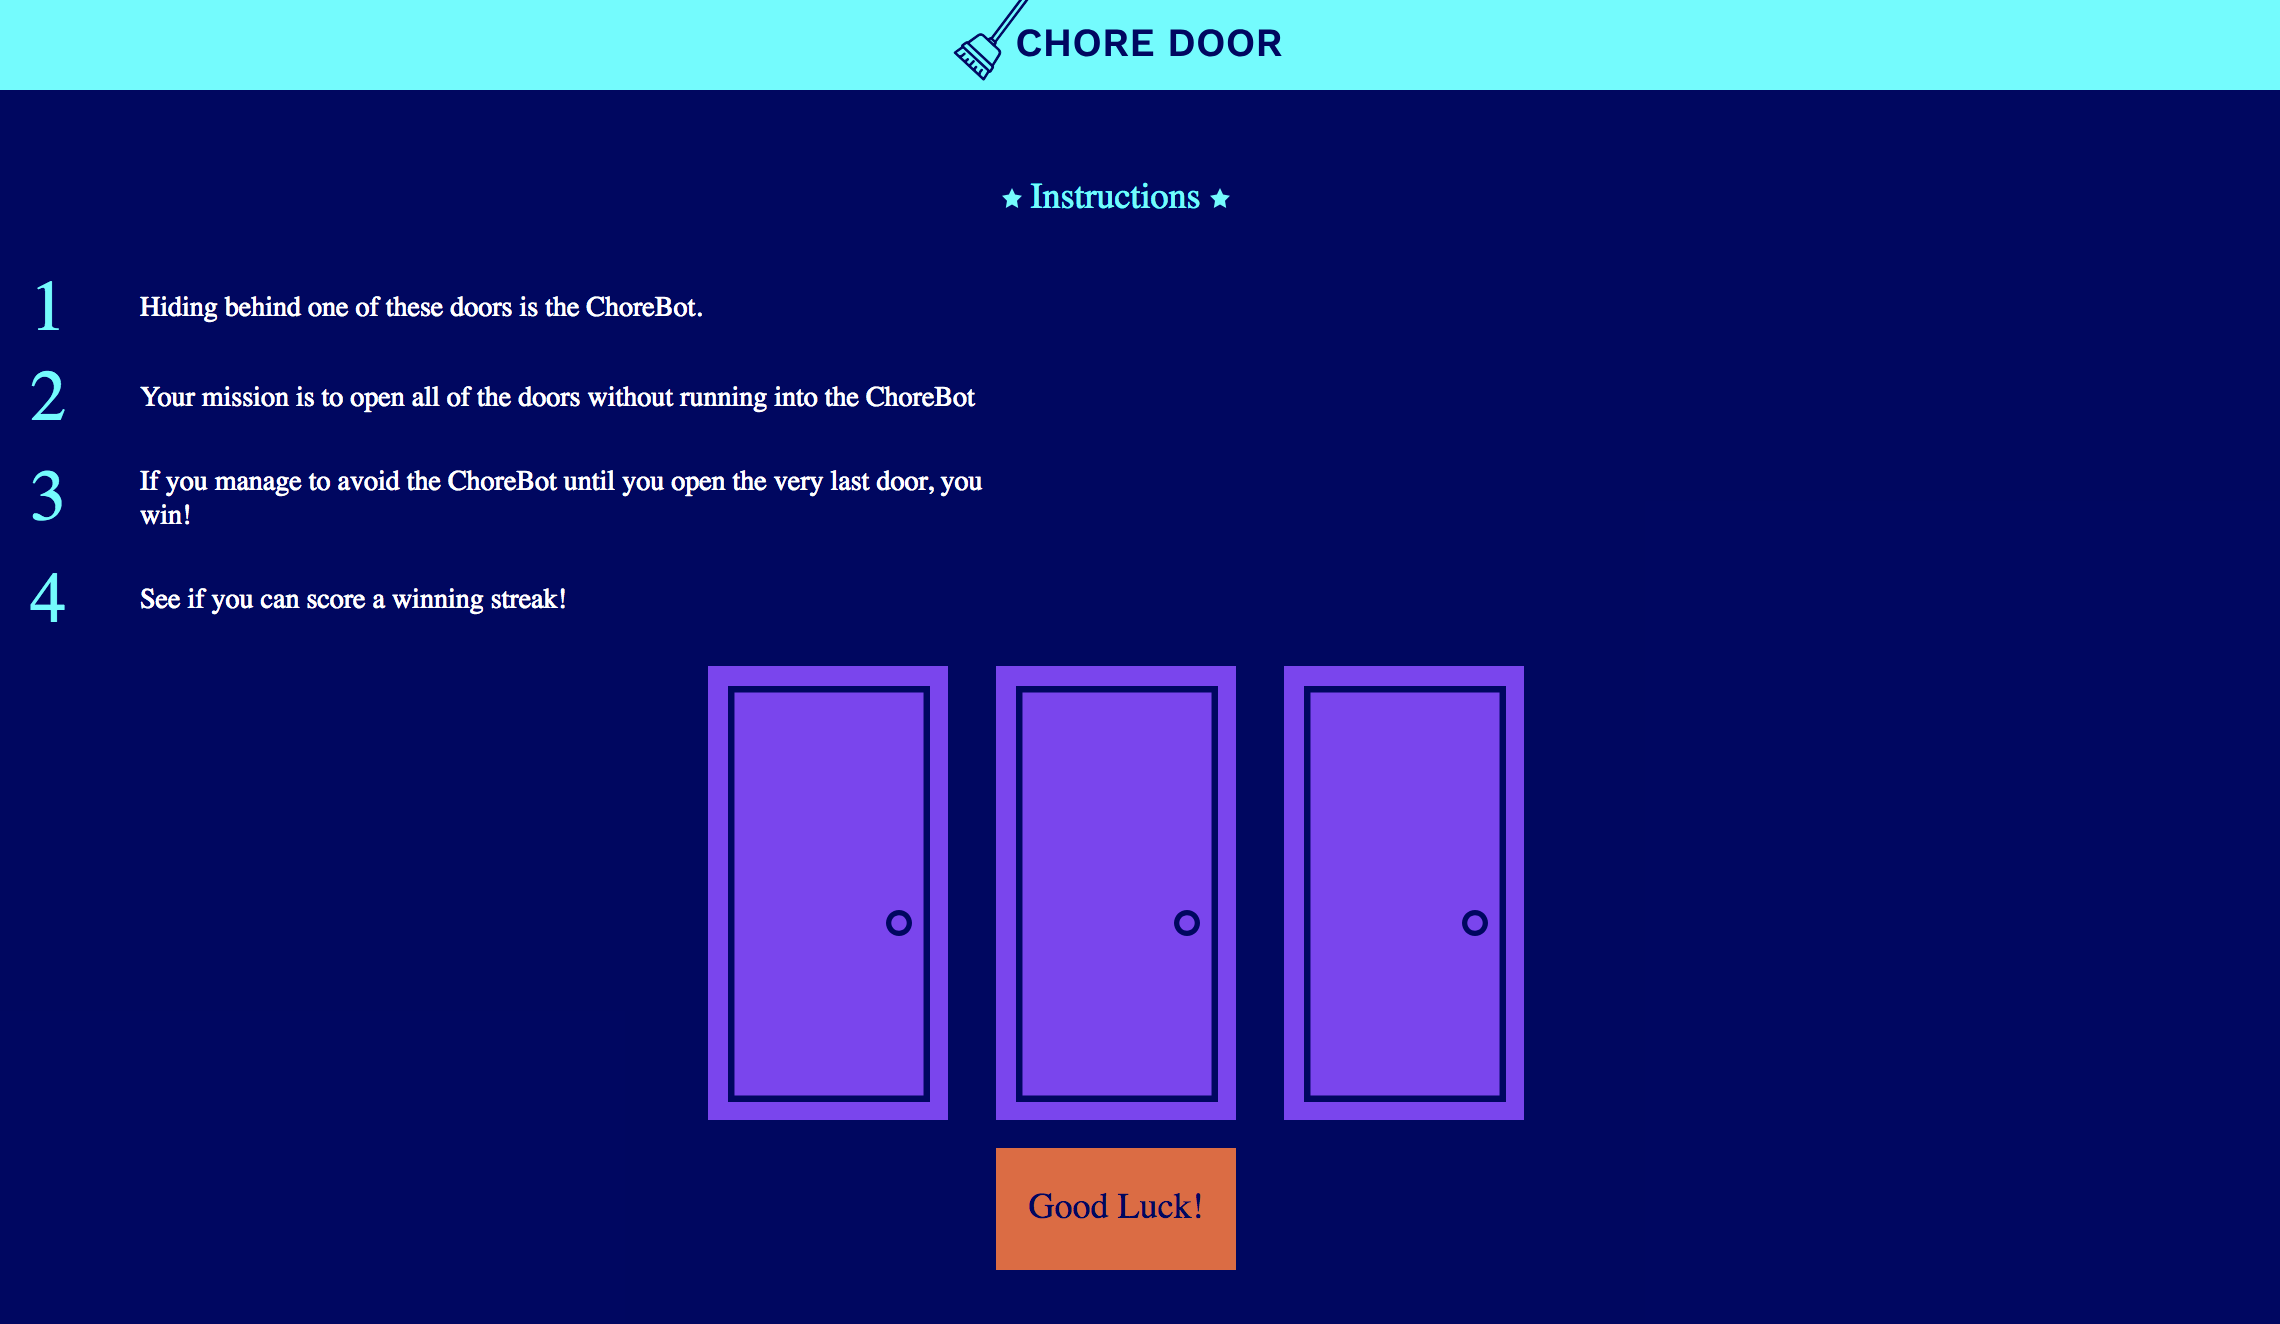 CHORE DOOR
Instructions
1
Hiding behind one of these doors is the ChoreBot.
2
Your mission is to open all of the doors without running into the ChoreBot
3
If you manage to avoid the ChoreBot until you open the very last door, you
win!
4
See if you can score a winning streak!
Good Luck!